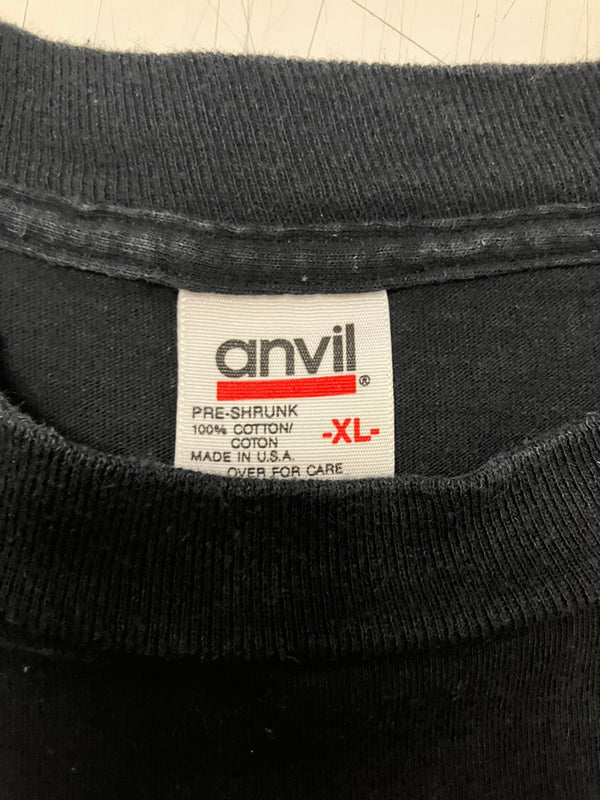 anvil
®
PRE-SHRUNK
100% COTTON/
COTON
-XL-
MADE IN U.S.A.
OVER FOR CARE